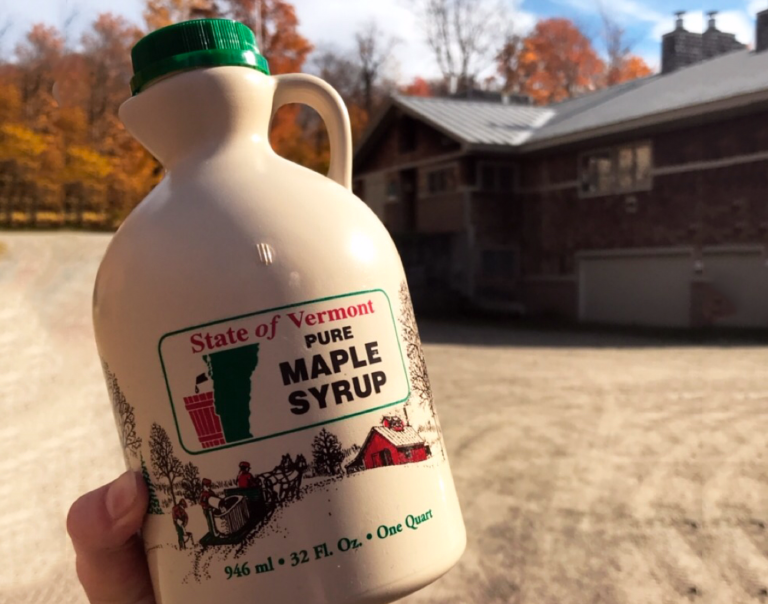 State of Vermont
PURE
MAPLE
SYRUP
946 ml • 32 Fl. Oz. • One Quart